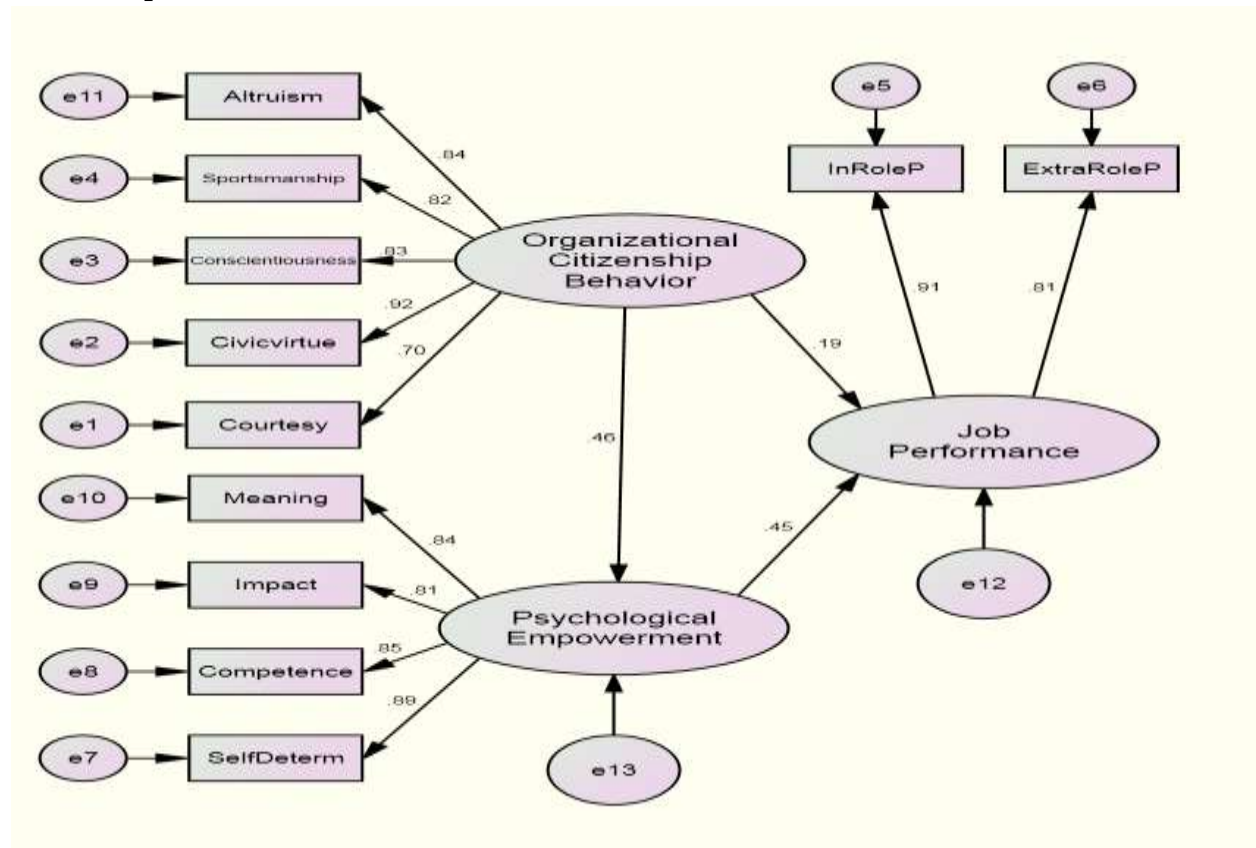 e11
Altruism
.84
e4
Sportsmanship
.82
e3
Conscientiousness
.83
e2
Civicvirtue
.92
e1
Courtesy
.70
Organizational
Citizenship
Behavior
e5
e6
InRoleP
ExtraRoleP
.91
.81
.19
.46
Job
Performance
.45
e12
e10
Meaning
.84
e9
Impact
.81
e8
Competence
.85
e7
SelfDeterm
.89
Psychological
Empowerment
e13